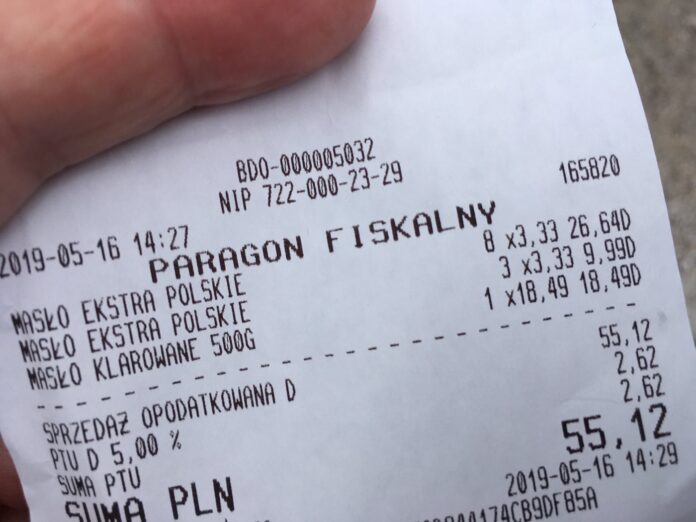 BDO-000005032
NIP 722-000-23-29
2019-05-16 14:27 165820
PARAGON FISKALNY
MASŁO EKSTRA POLSKIE 8 x3,33 26,64D
MASŁO EKSTRA POLSKIE 3 x3,33 9,99D
MASŁO KLAROWANE 500G 1 x18,49 18,49D
SPRZEDAŻ OPODATKOWANA D 55,12
PTU D 5,00 % 2,62
SUMA PTU 2,62
SUMA PLN 55,12
2019-05-16 14:29